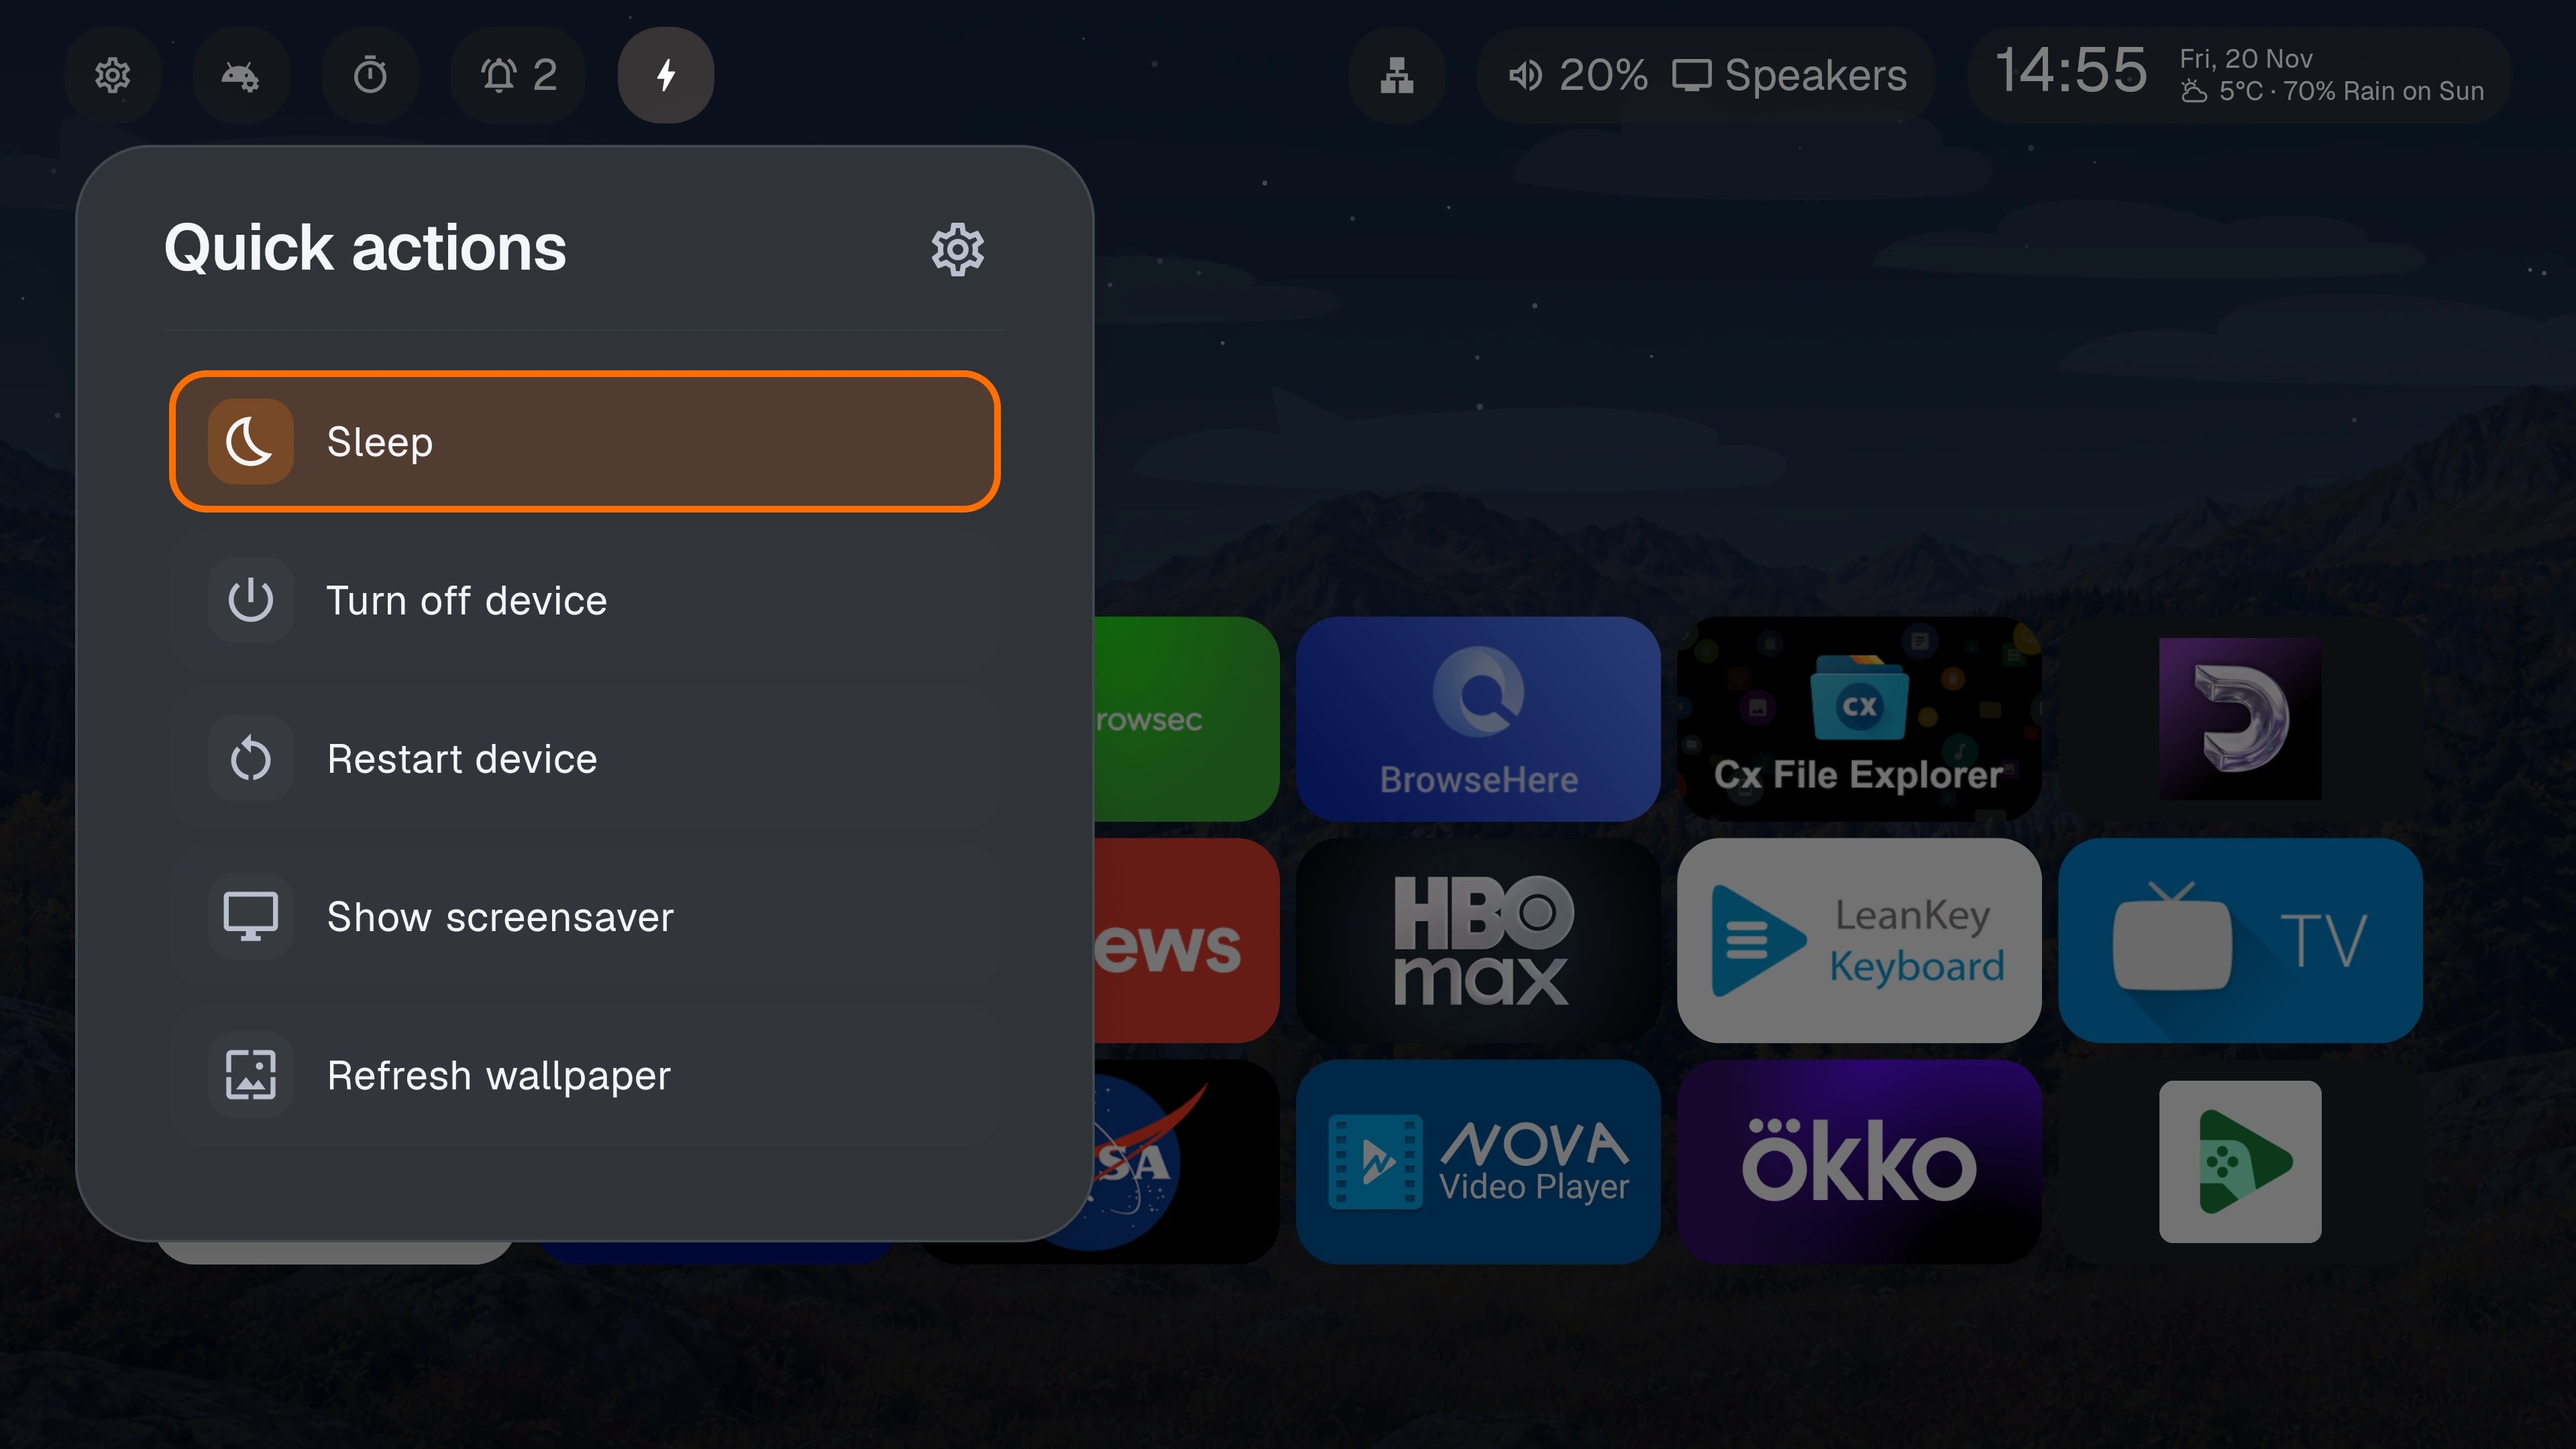 2
20% Speakers
14:55
Fri, 20 Nov
5°C · 70% Rain on Sun
Quick actions
Sleep
Turn off device
Restart device
Show screensaver
Refresh wallpaper
rowsec
BrowseHere
CX
Cx File Explorer
ews
HBO
max
LeanKey
Keyboard
TV
SA
NOVA
Video Player
okko